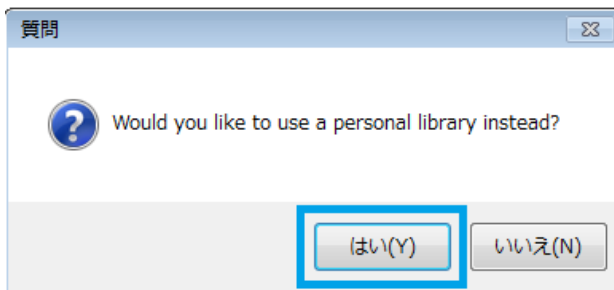 質問
Would you like to use a personal library instead?
はい(Y)
いいえ(N)